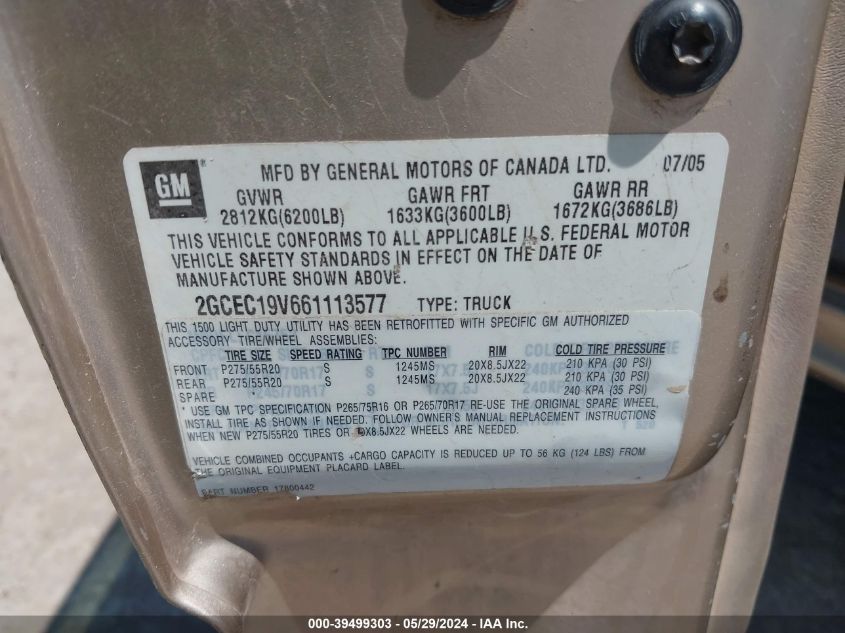 GM ® MFD BY GENERAL MOTORS OF CANADA LTD. 07/05
GVWR GAWR FRT GAWR RR
2812KG(6200LB) 1633KG(3600LB) 1672KG(3686LB)
THIS VEHICLE CONFORMS TO ALL APPLICABLE U.S. FEDERAL MOTOR
VEHICLE SAFETY STANDARDS IN EFFECT ON THE DATE OF
MANUFACTURE SHOWN ABOVE.
2GCEC19V661113577 TYPE: TRUCK
THIS 1500 LIGHT DUTY UTILITY HAS BEEN RETROFITTED WITH SPECIFIC GM AUTHORIZED
ACCESSORY TIRE/WHEEL ASSEMBLIES:
TIRE SIZE SPEED RATING TPC NUMBER RIM COLD TIRE PRESSURE
FRONT P275/55R20 S 1245MS 20X8.5JX22 210 KPA (30 PSI)
REAR P275/55R20 S 1245MS 20X8.5JX22 210 KPA (30 PSI)
SPARE * P245/70R17 S 17X7.5J 240 KPA (35 PSI)
* USE GM TPC SPECIFICATION P265/75R16 OR P265/70R17 RE-USE THE ORIGINAL SPARE WHEEL,
INSTALL TIRE AS SHOWN IF NEEDED. FOLLOW OWNER'S MANUAL REPLACEMENT INSTRUCTIONS
WHEN NEW P275/55R20 TIRES OR 20X8.5JX22 WHEELS ARE NEEDED.
VEHICLE COMBINED OCCUPANTS +CARGO CAPACITY IS REDUCED UP TO 56 KG (124 LBS) FROM
THE ORIGINAL EQUIPMENT PLACARD LABEL.
PART NUMBER 17800442
000-39499303 - 05/29/2024 - IAA Inc.